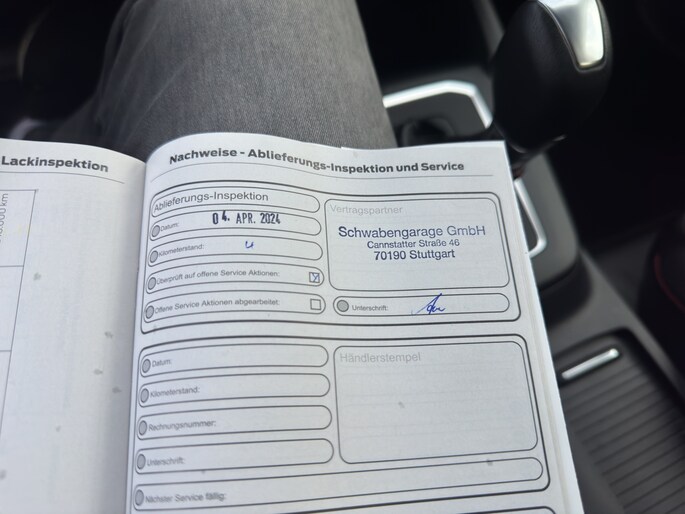 Lackinspektion
Nachweise - Ablieferungs-Inspektion und Service
Ablieferungs-Inspektion
Datum: 04. APR. 2024
Kilometerstand: 4
Überprüft auf offene Service Aktionen:
Offene Service Aktionen abgearbeitet:
Vertragspartner
Schwabengarage GmbH
Cannstatter Straße 46
70190 Stuttgart
Unterschrift:
Datum:
Kilometerstand:
Rechnungsnummer:
Unterschrift:
Nächster Service fällig:
Händlerstempel